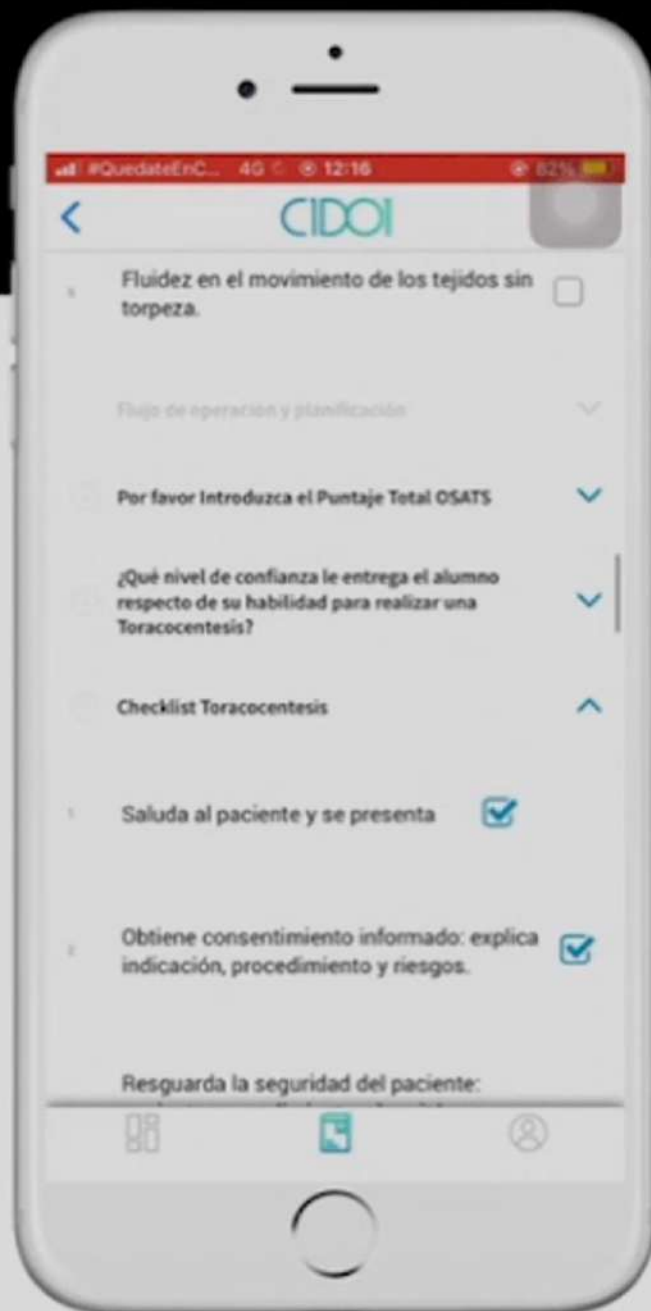 #QuedateEnC... 4G 12:16 82%
CIDOI
Fluidez en el movimiento de los tejidos sin
torpeza.
Flujo de operación y planificación
Por favor Introduzca el Puntaje Total OSATS
¿Qué nivel de confianza le entrega el alumno
respecto de su habilidad para realizar una
Toracocentesis?
Checklist Toracocentesis
1 Saluda al paciente y se presenta
2 Obtiene consentimiento informado: explica
indicación, procedimiento y riesgos.
Resguarda la seguridad del paciente: